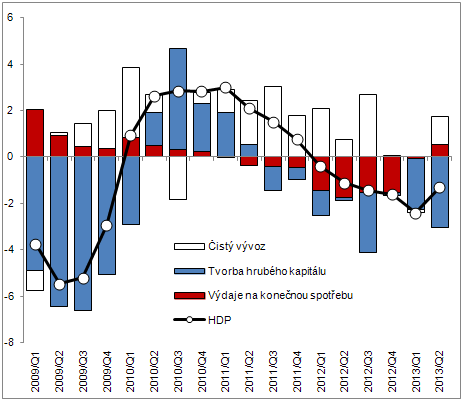 6
4
2
0
-2
-4
-6
-8
Čistý vývoz
Tvorba hrubého kapitálu
Výdaje na konečnou spotřebu
HDP
2009/Q1
2009/Q2
2009/Q3
2009/Q4
2010/Q1
2010/Q2
2010/Q3
2010/Q4
2011/Q1
2011/Q2
2011/Q3
2011/Q4
2012/Q1
2012/Q2
2012/Q3
2012/Q4
2013/Q1
2013/Q2